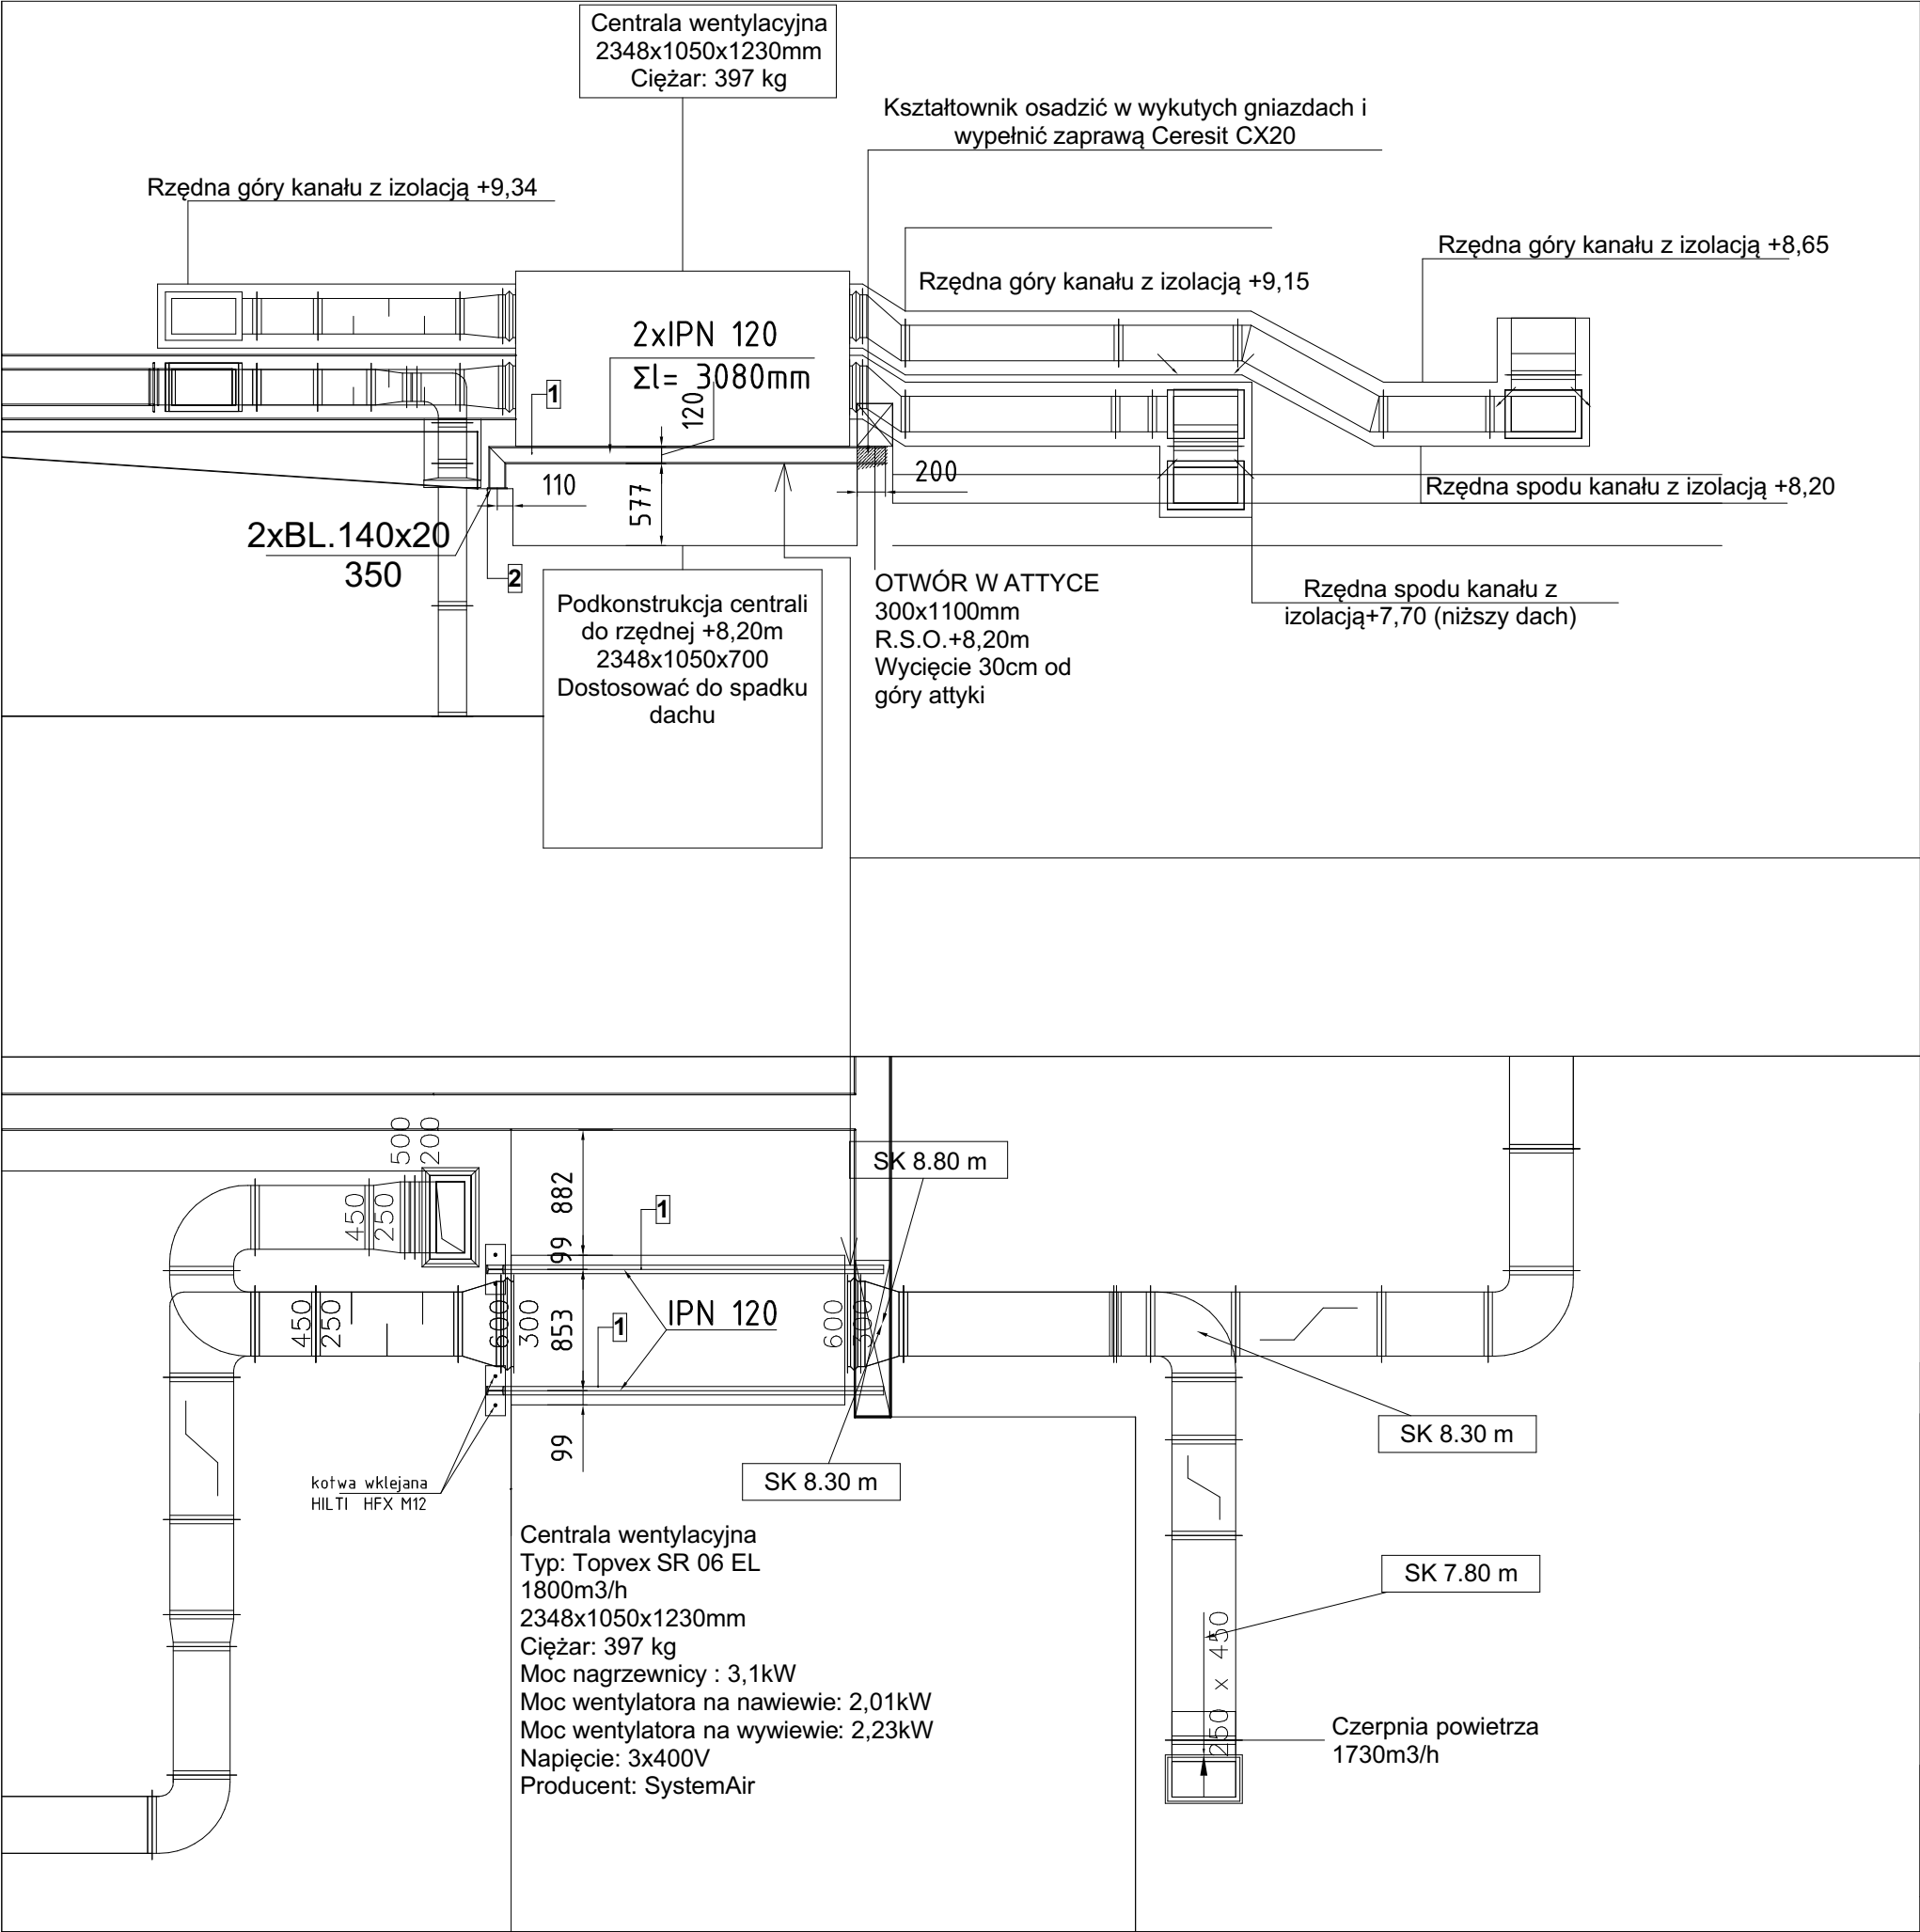 Centrala wentylacyjna
2348x1050x1230mm
Ciężar: 397 kg
Kształtownik osadzić w wykutych gniazdach i
wypełnić zaprawą Ceresit CX20
Rzędna góry kanału z izolacją +9,34
Rzędna góry kanału z izolacją +8,65
Rzędna góry kanału z izolacją +9,15
2xIPN 120
Σl= 3080mm
1
120
110
577
200
Rzędna spodu kanału z izolacją +8,20
2xBL.140x20
350
2
Podkonstrukcja centrali
do rzędnej +8,20m
2348x1050x700
Dostosować do spadku
dachu
OTWÓR W ATTYCE
300x1100mm
R.S.O.+8,20m
Wycięcie 30cm od
góry attyki
Rzędna spodu kanału z
izolacją+7,70 (niższy dach)
500
200
SK 8.80 m
882
450
250
1
99
IPN 120
450
250
600
300
853
1
600
300
99
SK 8.30 m
SK 8.30 m
kotwa wklejana
HILTI HFX M12
Centrala wentylacyjna
Typ: Topvex SR 06 EL
1800m3/h
2348x1050x1230mm
Ciężar: 397 kg
Moc nagrzewnicy : 3,1kW
Moc wentylatora na nawiewie: 2,01kW
Moc wentylatora na wywiewie: 2,23kW
Napięcie: 3x400V
Producent: SystemAir
SK 7.80 m
250 x 450
Czerpnia powietrza
1730m3/h